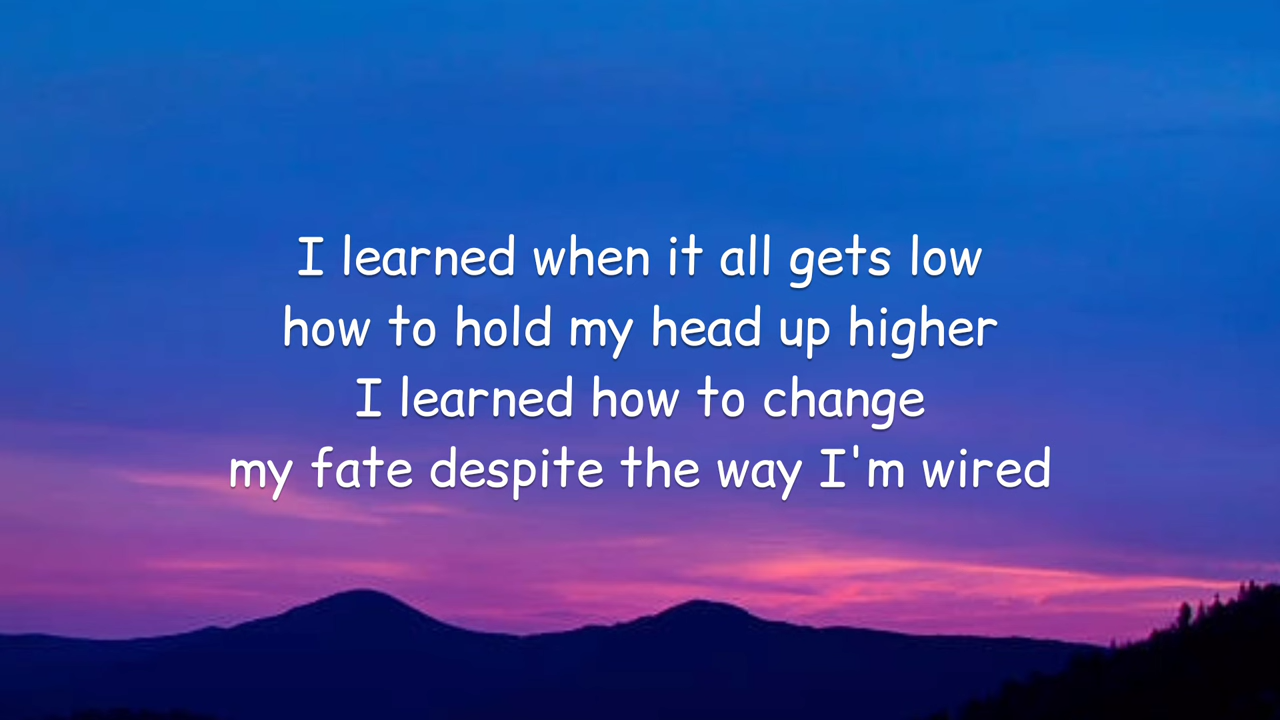 I learned when it all gets low
how to hold my head up higher
I learned how to change
my fate despite the way I'm wired